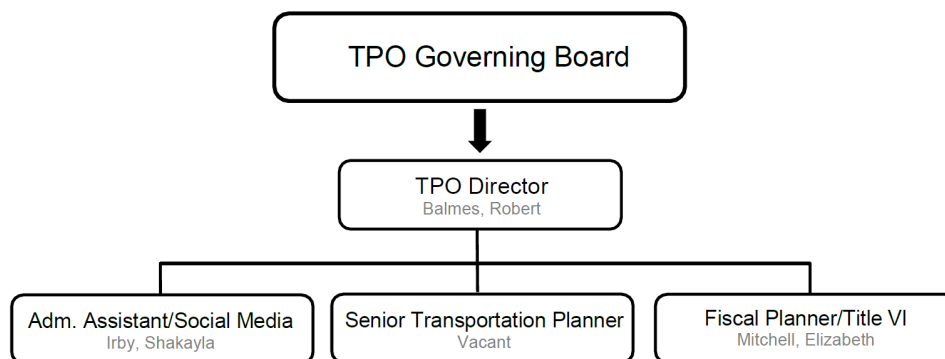 TPO Governing Board
TPO Director
Balmes, Robert
Adm. Assistant/Social Media
Irby, Shakayla
Senior Transportation Planner
Vacant
Fiscal Planner/Title VI
Mitchell, Elizabeth